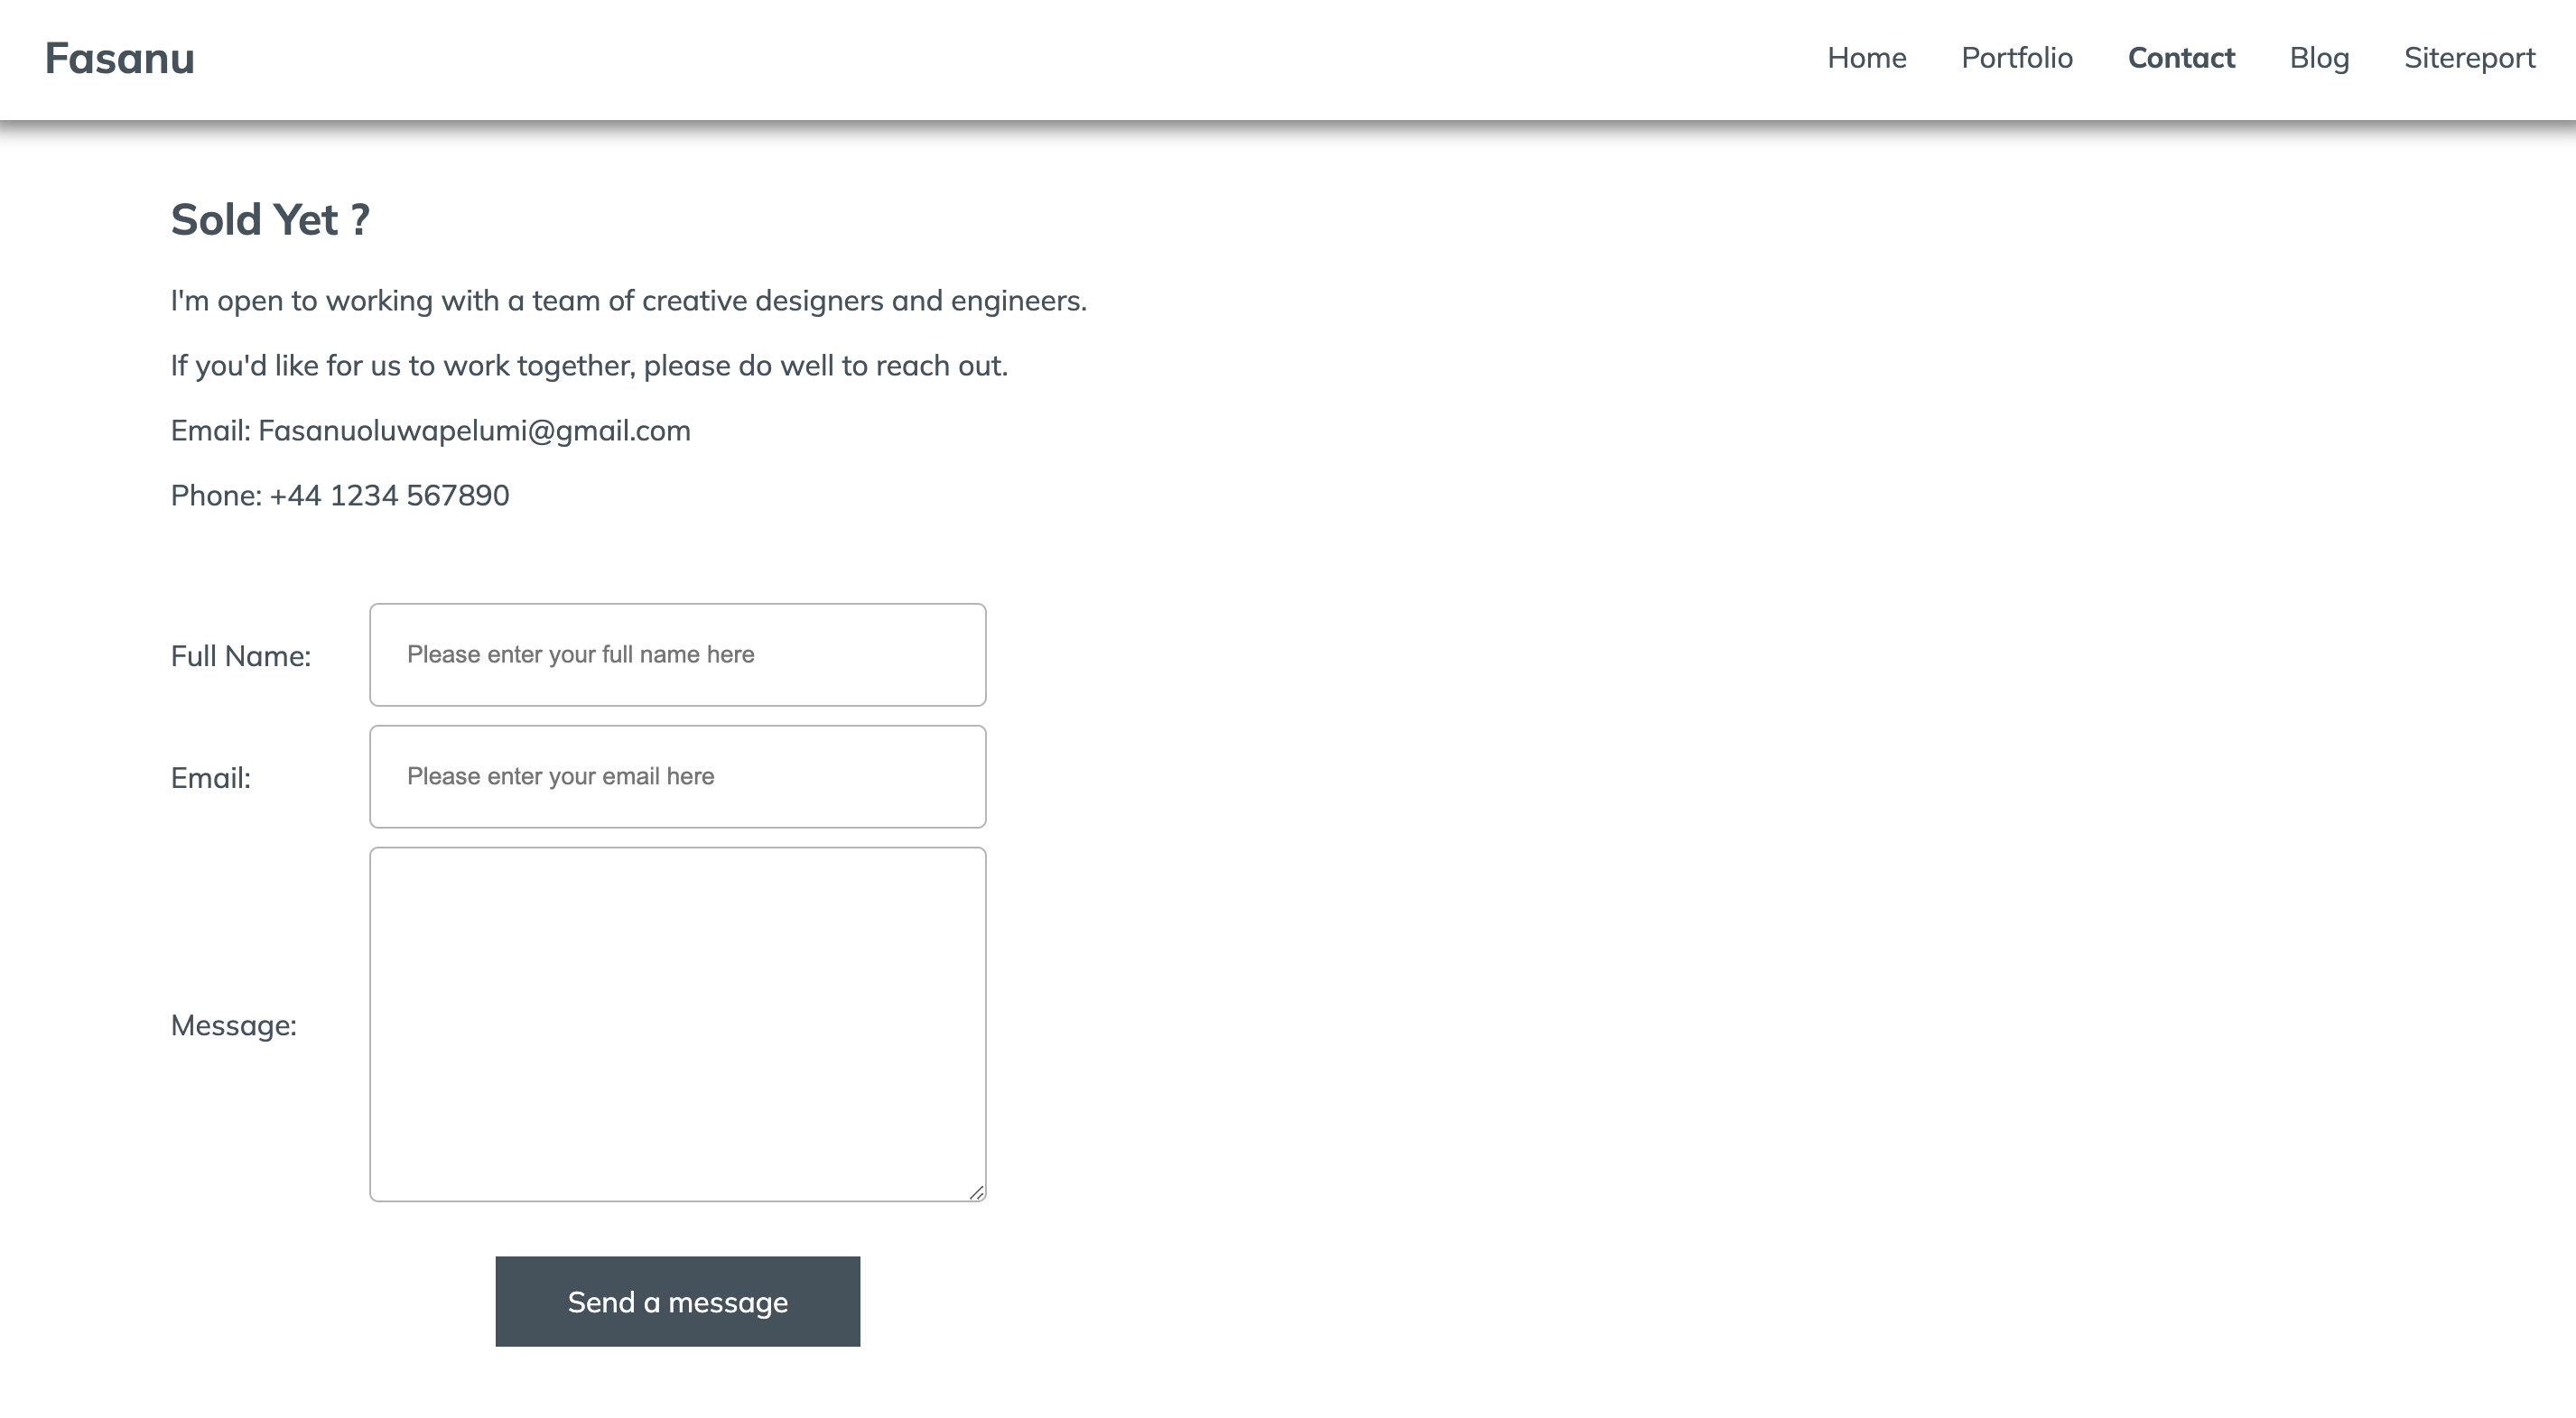 Fasanu
Home Portfolio Contact Blog Sitereport
Sold Yet ?
I'm open to working with a team of creative designers and engineers.
If you'd like for us to work together, please do well to reach out.
Email: Fasanuoluwapelumi@gmail.com
Phone: +44 1234 567890
Full Name: Please enter your full name here
Email: Please enter your email here
Message:
Send a message